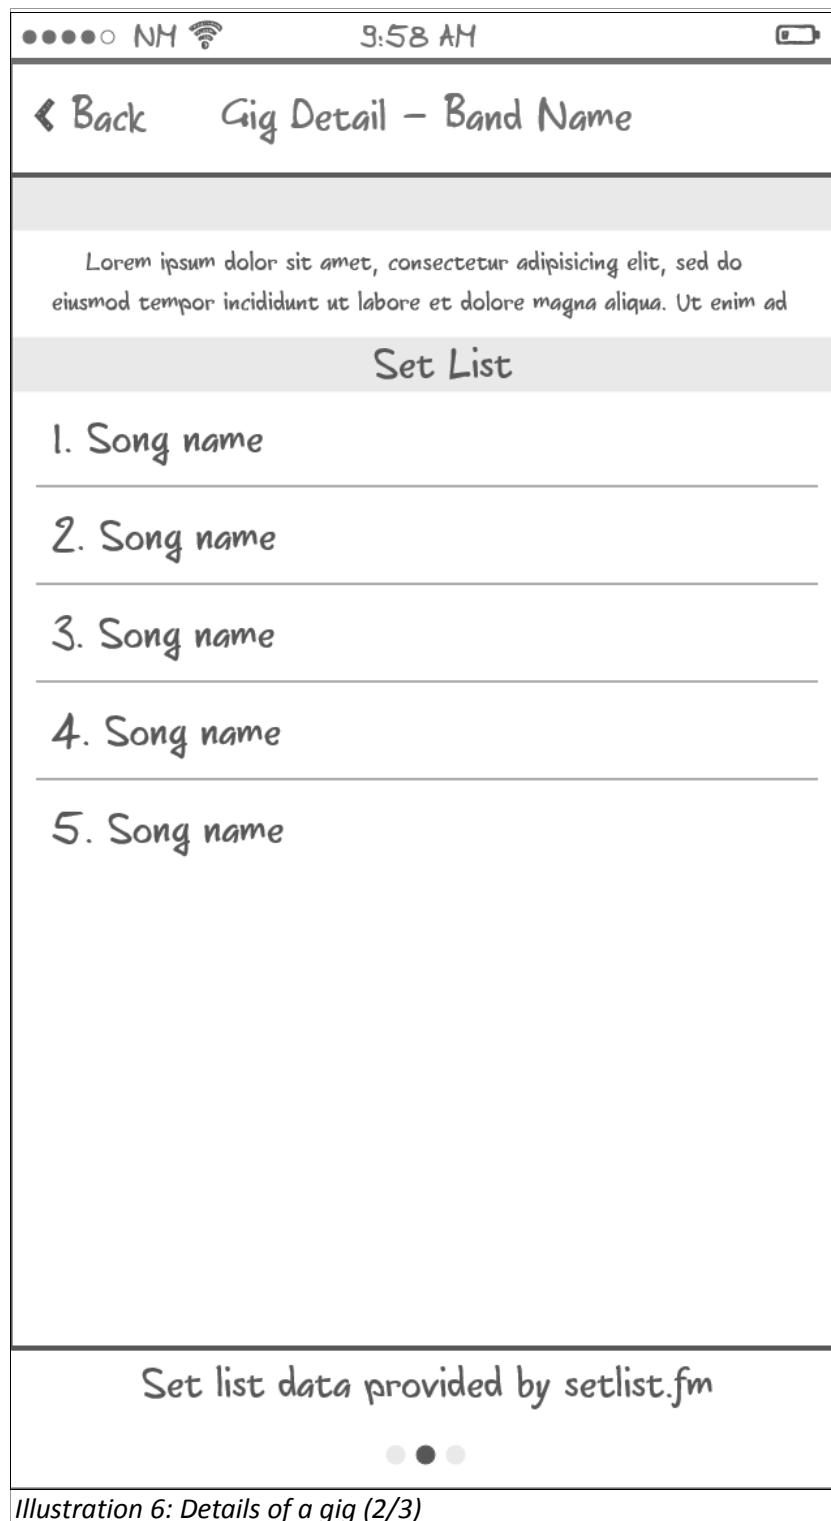 NM 9:58 AM
Back Gig Detail – Band Name
Lorem ipsum dolor sit amet, consectetur adipisicing elit, sed do
eiusmod tempor incididunt ut labore et dolore magna aliqua. Ut enim ad
Set List
1. Song name
2. Song name
3. Song name
4. Song name
5. Song name
Set list data provided by setlist.fm
Illustration 6: Details of a gig (2/3)